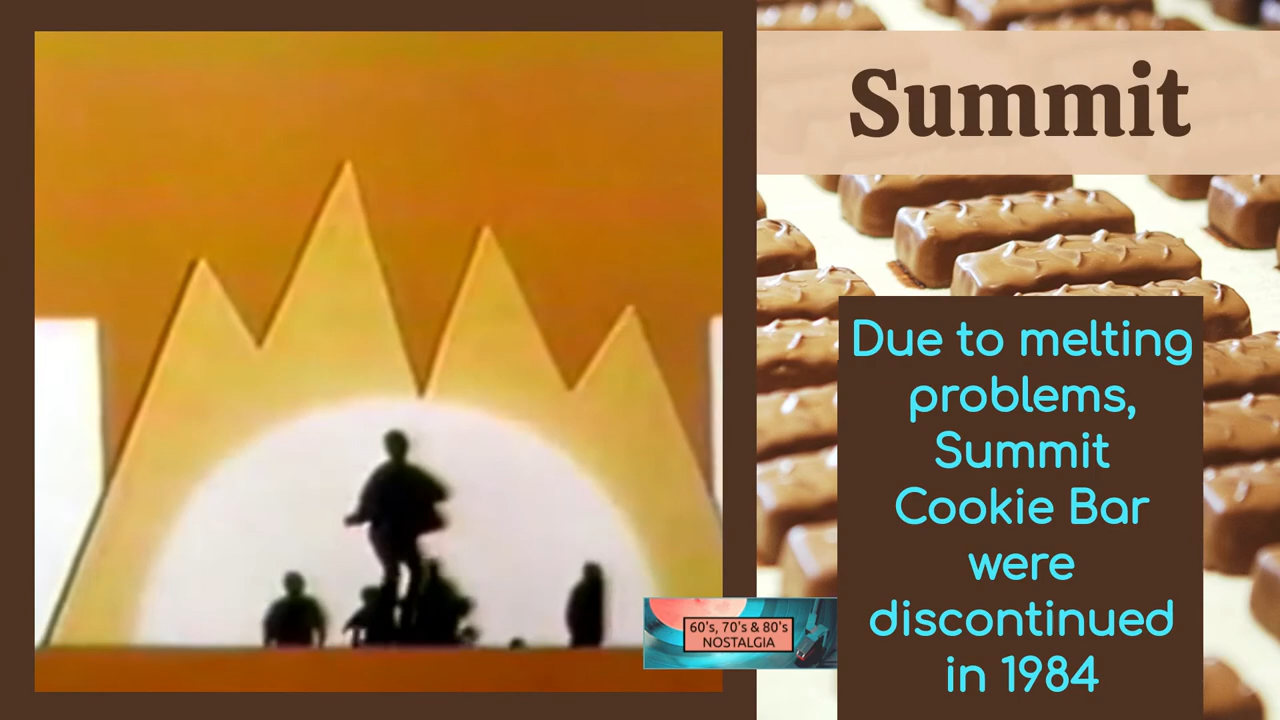 Summit
Due to melting
problems,
Summit
Cookie Bar
were
discontinued
in 1984
60's, 70's & 80's
NOSTALGIA